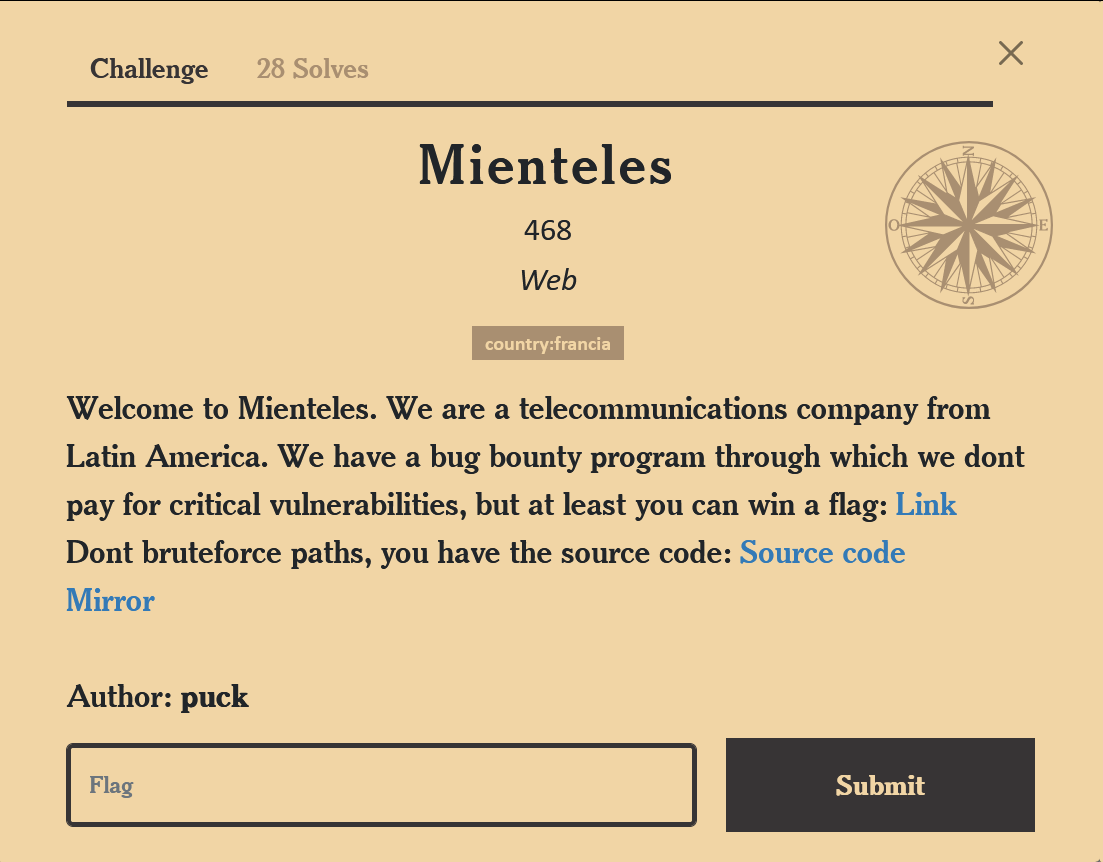 Challenge 28 Solves
Mienteles
468
Web
country:francia
N
O E
S
Welcome to Mienteles. We are a telecommunications company from
Latin America. We have a bug bounty program through which we dont
pay for critical vulnerabilities, but at least you can win a flag: Link
Dont bruteforce paths, you have the source code: Source code
Mirror
Author: puck
Flag Submit